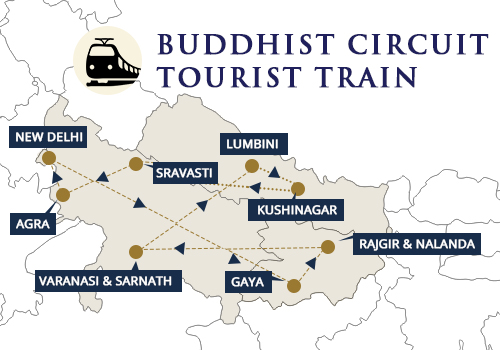 BUDDHIST CIRCUIT
TOURIST TRAIN
NEW DELHI
LUMBINI
SRAVASTI
KUSHINAGAR
AGRA
RAJGIR & NALANDA
VARANASI & SARNATH
GAYA